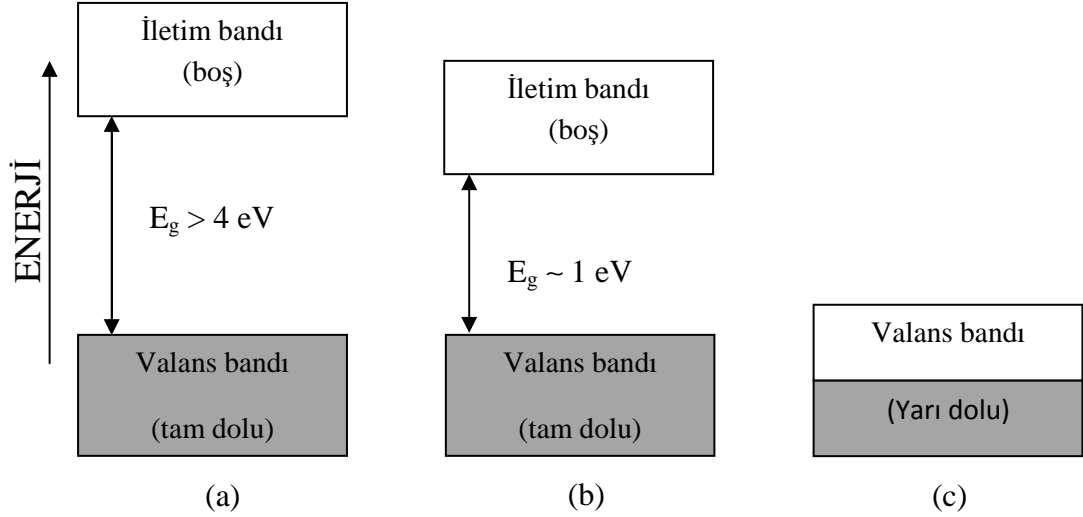 İletim bandı
(boş)
İletim bandı
(boş)
ENERJİ
E_g > 4 eV
E_g ~ 1 eV
Valans bandı
(tam dolu)
Valans bandı
(tam dolu)
Valans bandı
(Yarı dolu)
(a)
(b)
(c)